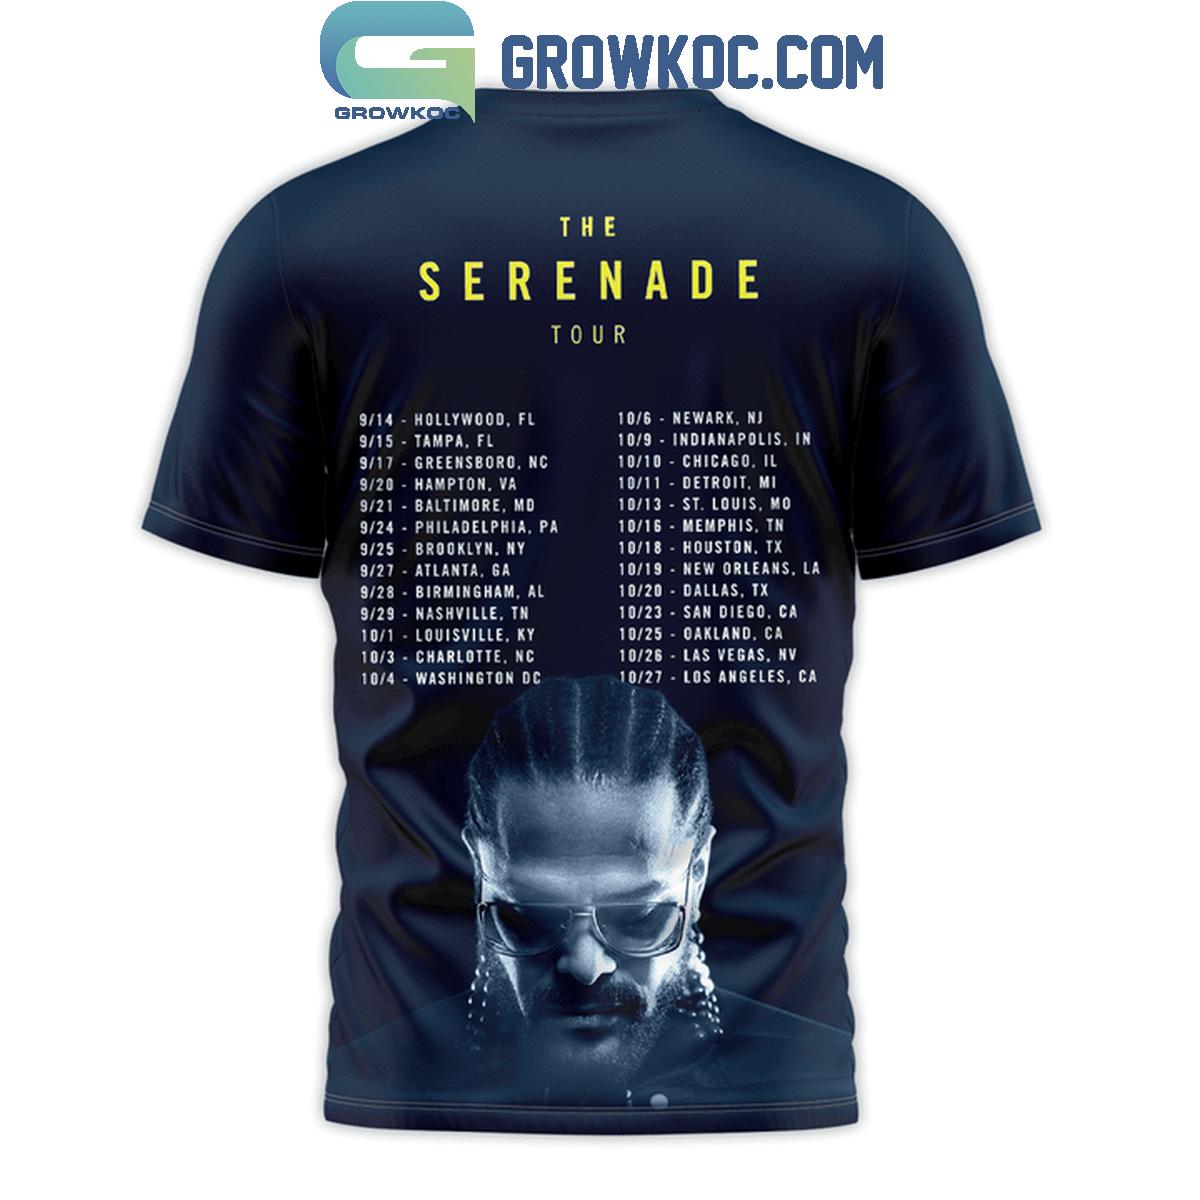 GROWKOC.COM
GROWKOC
THE
SERENADE
TOUR
9/14 - HOLLYWOOD, FL
9/15 - TAMPA, FL
9/17 - GREENSBORO, NC
9/20 - HAMPTON, VA
9/21 - BALTIMORE, MD
9/24 - PHILADELPHIA, PA
9/25 - BROOKLYN, NY
9/27 - ATLANTA, GA
9/28 - BIRMINGHAM, AL
9/29 - NASHVILLE, TN
10/1 - LOUISVILLE, KY
10/3 - CHARLOTTE, NC
10/4 - WASHINGTON DC
10/6 - NEWARK, NJ
10/9 - INDIANAPOLIS, IN
10/10 - CHICAGO, IL
10/11 - DETROIT, MI
10/13 - ST. LOUIS, MO
10/16 - MEMPHIS, TN
10/18 - HOUSTON, TX
10/19 - NEW ORLEANS, LA
10/20 - DALLAS, TX
10/23 - SAN DIEGO, CA
10/25 - OAKLAND, CA
10/26 - LAS VEGAS, NV
10/27 - LOS ANGELES, CA